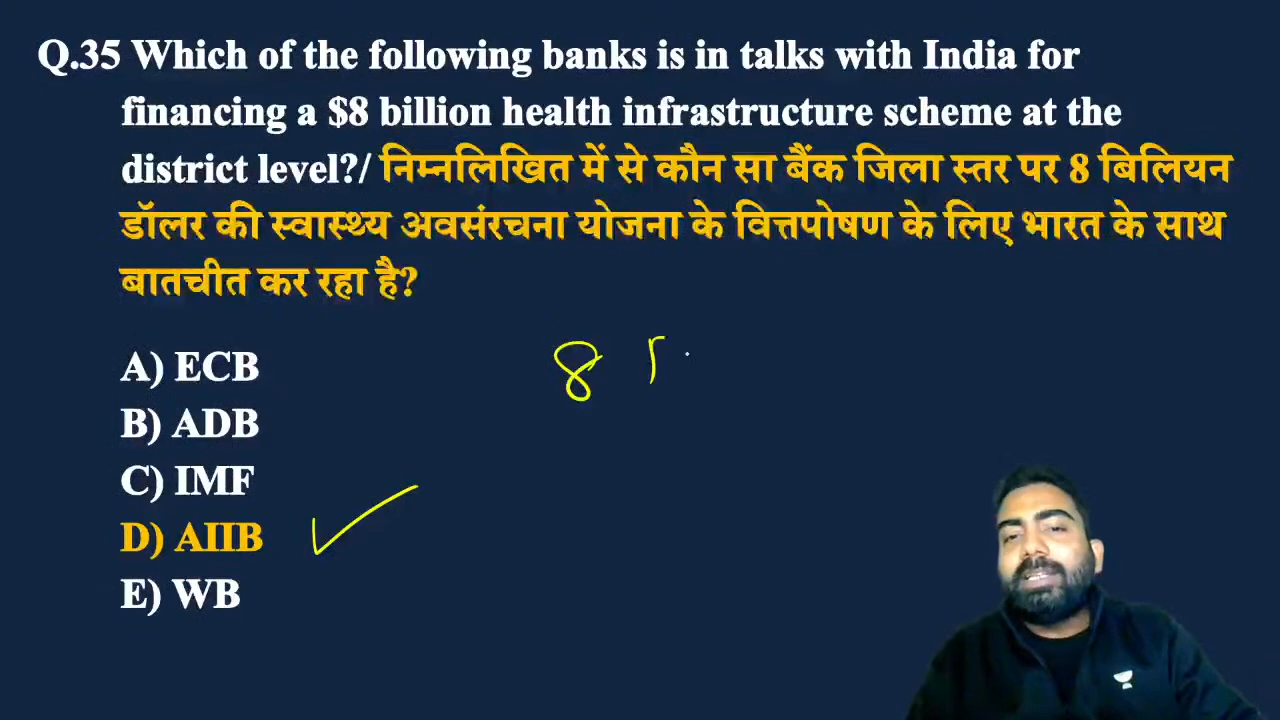 Q.35 Which of the following banks is in talks with India for
financing a $8 billion health infrastructure scheme at the
district level?/ निम्नलिखित में से कौन सा बैंक जिला स्तर पर 8 बिलियन
डॉलर की स्वास्थ्य अवसंरचना योजना के वित्तपोषण के लिए भारत के साथ
बातचीत कर रहा है?
A) ECB
8
B) ADB
C) IMF
D) AIIB
E) WB